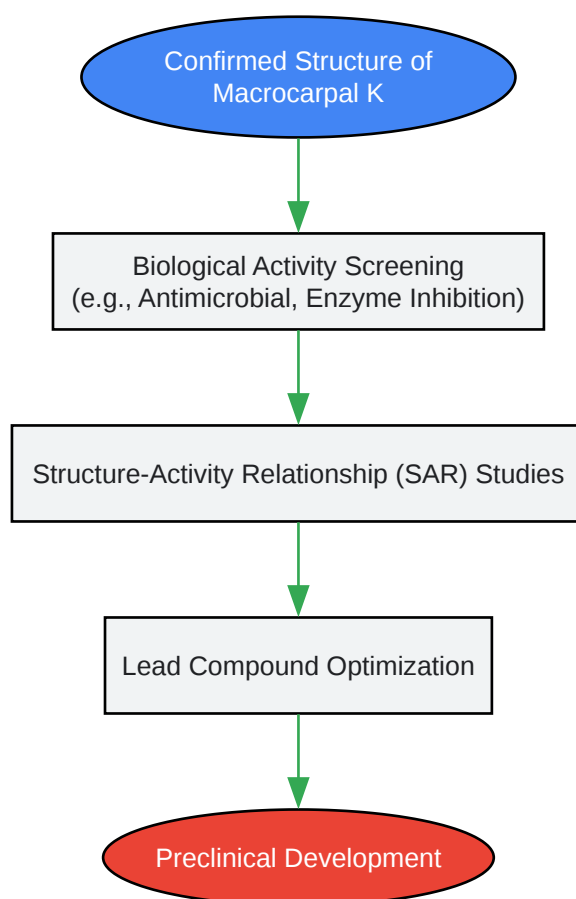 Confirmed Structure of
Macrocarpal K
Biological Activity Screening
(e.g., Antimicrobial, Enzyme Inhibition)
Structure-Activity Relationship (SAR) Studies
Lead Compound Optimization
Preclinical Development